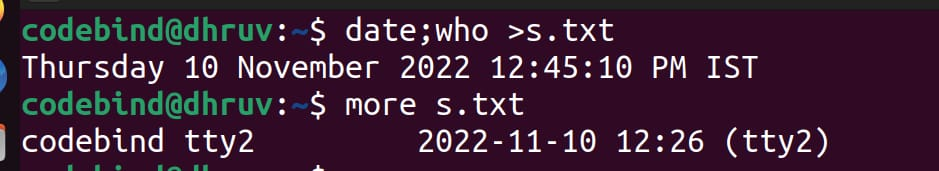 codebind@dhruv:~$ date;who >s.txt
Thursday 10 November 2022 12:45:10 PM IST
codebind@dhruv:~$ more s.txt
codebind tty2         2022-11-10 12:26 (tty2)